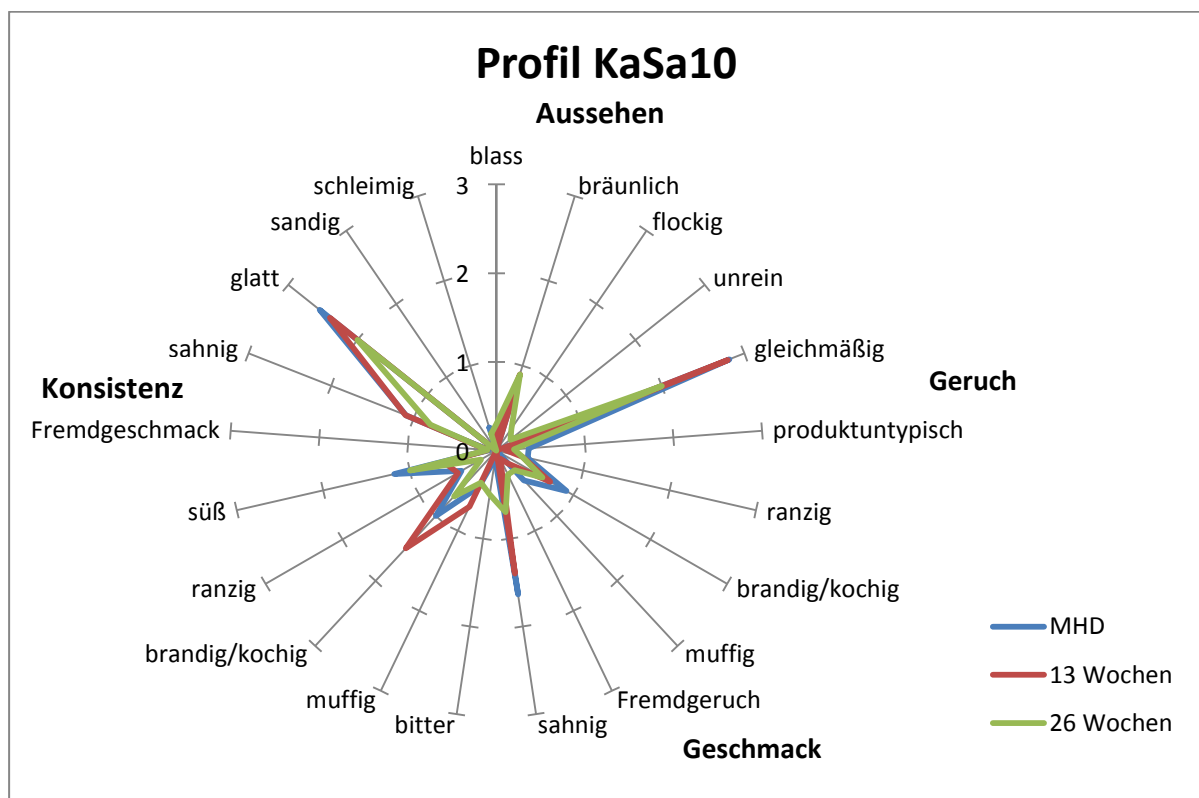 Profil KaSa10
Aussehen
blass
schleimig
3
bräunlich
sandig
flockig
glatt
2
unrein
sahnig
1
gleichmäßig
Konsistenz
Geruch
Fremdgeschmack
0
produktuntypisch
süß
ranzig
ranzig
brandig/kochig
brandig/kochig
muffig
muffig
Fremdgeruch
bitter
sahnig
Geschmack
MHD
13 Wochen
26 Wochen